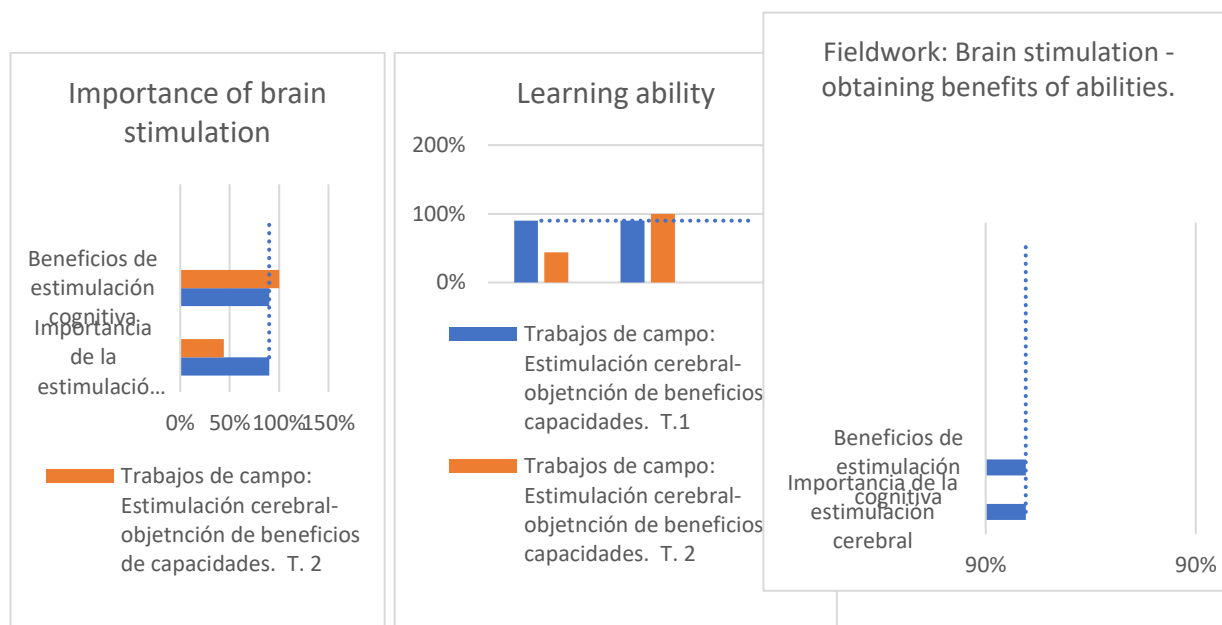 Importance of brain
stimulation
Beneficios de
estimulación
cognitiva
Importancia
de la
estimulació...
0% 50% 100% 150%
Trabajos de campo:
Estimulación cerebral-
objetnción de beneficios
de capacidades. T. 2
Learning ability
200%
100%
0%
Trabajos de campo:
Estimulación cerebral-
objetnción de beneficios
capacidades. T.1
Trabajos de campo:
Estimulación cerebral-
objetnción de beneficios
capacidades. T. 2
Fieldwork: Brain stimulation -
obtaining benefits of abilities.
Beneficios de
estimulación
cognitiva
Importancia de la
estimulación
cerebral
90% 90%